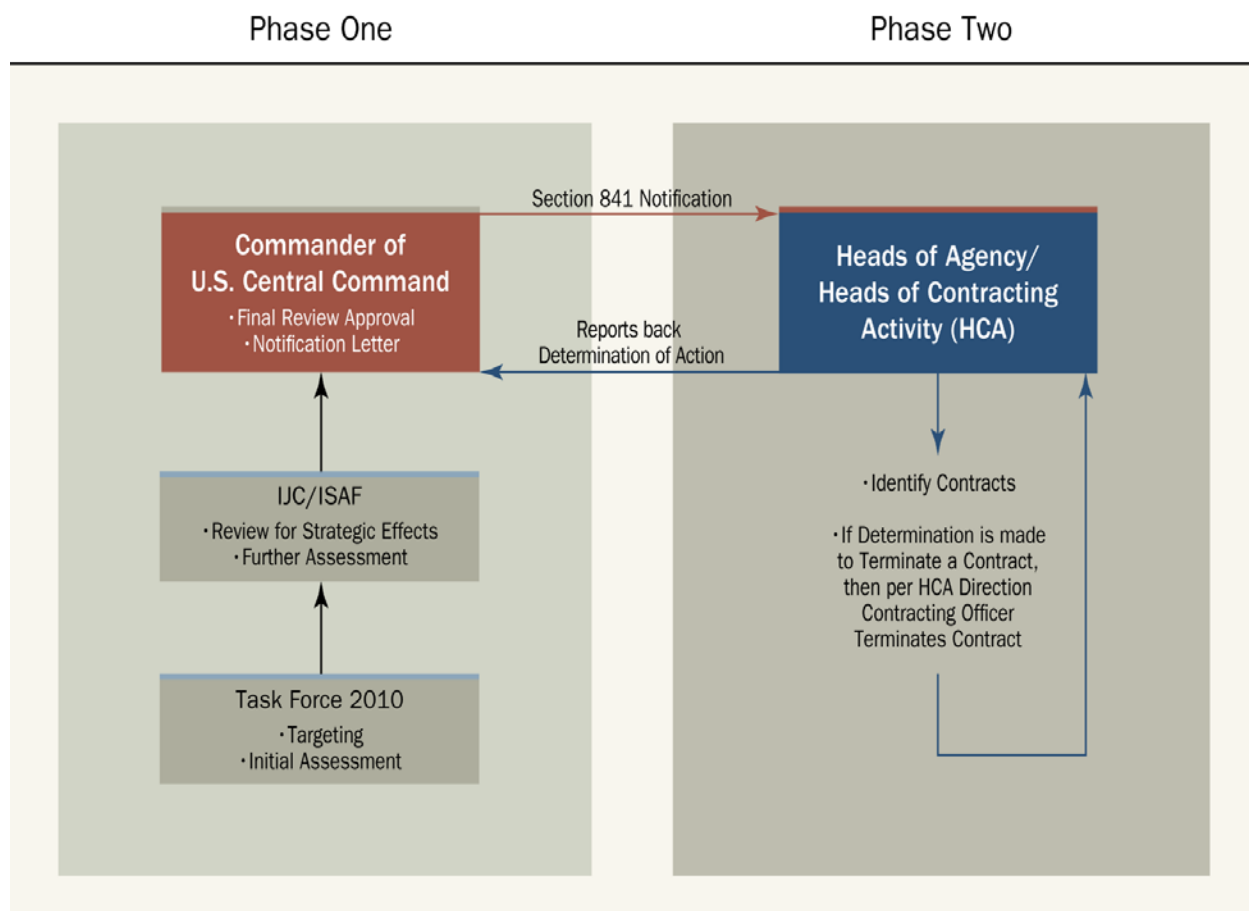 Phase One
Phase Two
Section 841 Notification
Commander of
U.S. Central Command
· Final Review Approval
· Notification Letter
Heads of Agency/
Heads of Contracting
Activity (HCA)
Reports back
Determination of Action
IJC/ISAF
· Review for Strategic Effects
· Further Assessment
Task Force 2010
· Targeting
· Initial Assessment
· Identify Contracts
· If Determination is made
to Terminate a Contract,
then per HCA Direction
Contracting Officer
Terminates Contract